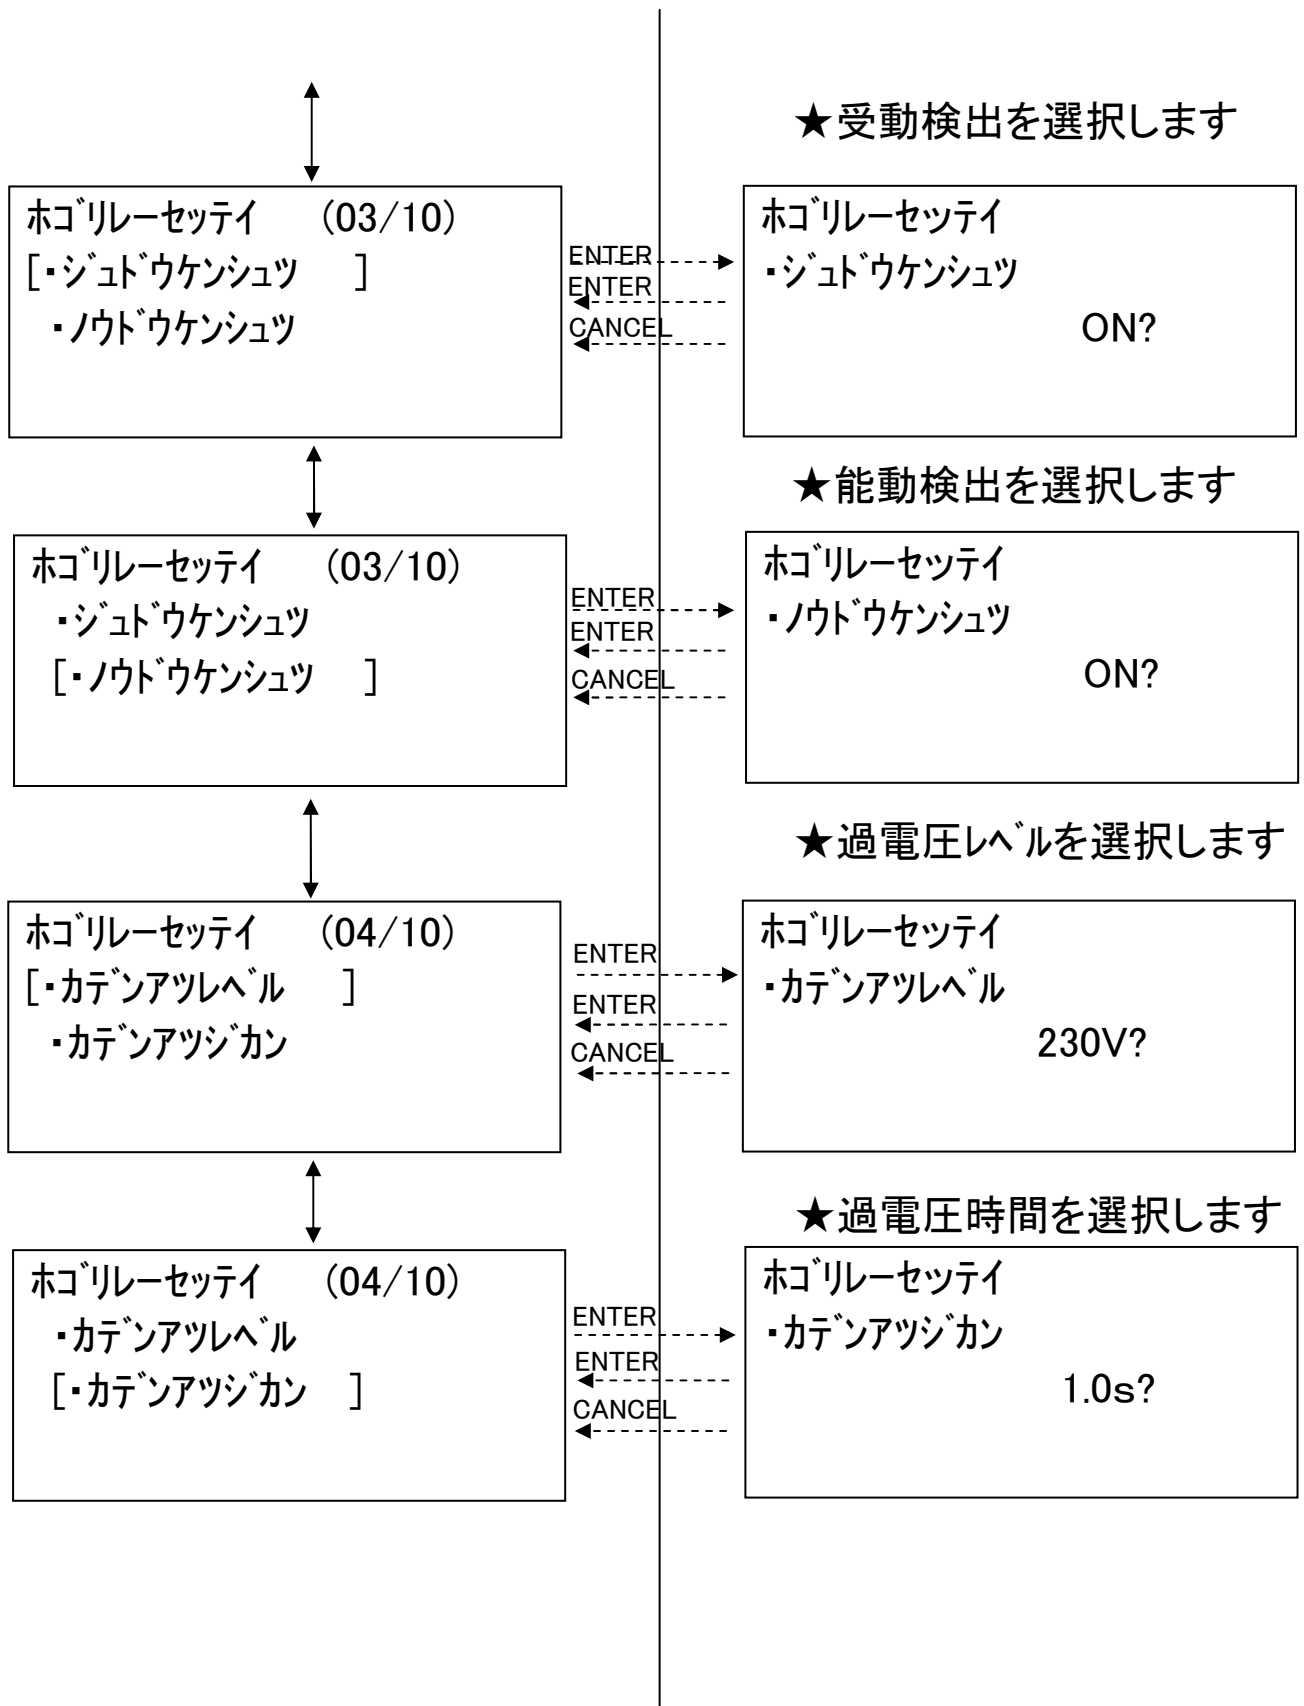 ★受動検出を選択します
ホゴリレーセッテイ (03/10)
[・ジュドウケンシュツ ]
・ノウドウケンシュツ
ENTER
ENTER
CANCEL
ホゴリレーセッテイ
・ジュドウケンシュツ
ON?
★能動検出を選択します
ホゴリレーセッテイ (03/10)
・ジュドウケンシュツ
[・ノウドウケンシュツ ]
ENTER
ENTER
CANCEL
ホゴリレーセッテイ
・ノウドウケンシュツ
ON?
★過電圧レベルを選択します
ホゴリレーセッテイ (04/10)
[・カデンアツレベル ]
・カデンアツジカン
ENTER
ENTER
CANCEL
ホゴリレーセッテイ
・カデンアツレベル
230V?
★過電圧時間を選択します
ホゴリレーセッテイ (04/10)
・カデンアツレベル
[・カデンアツジカン ]
ENTER
ENTER
CANCEL
ホゴリレーセッテイ
・カデンアツジカン
1.0s?